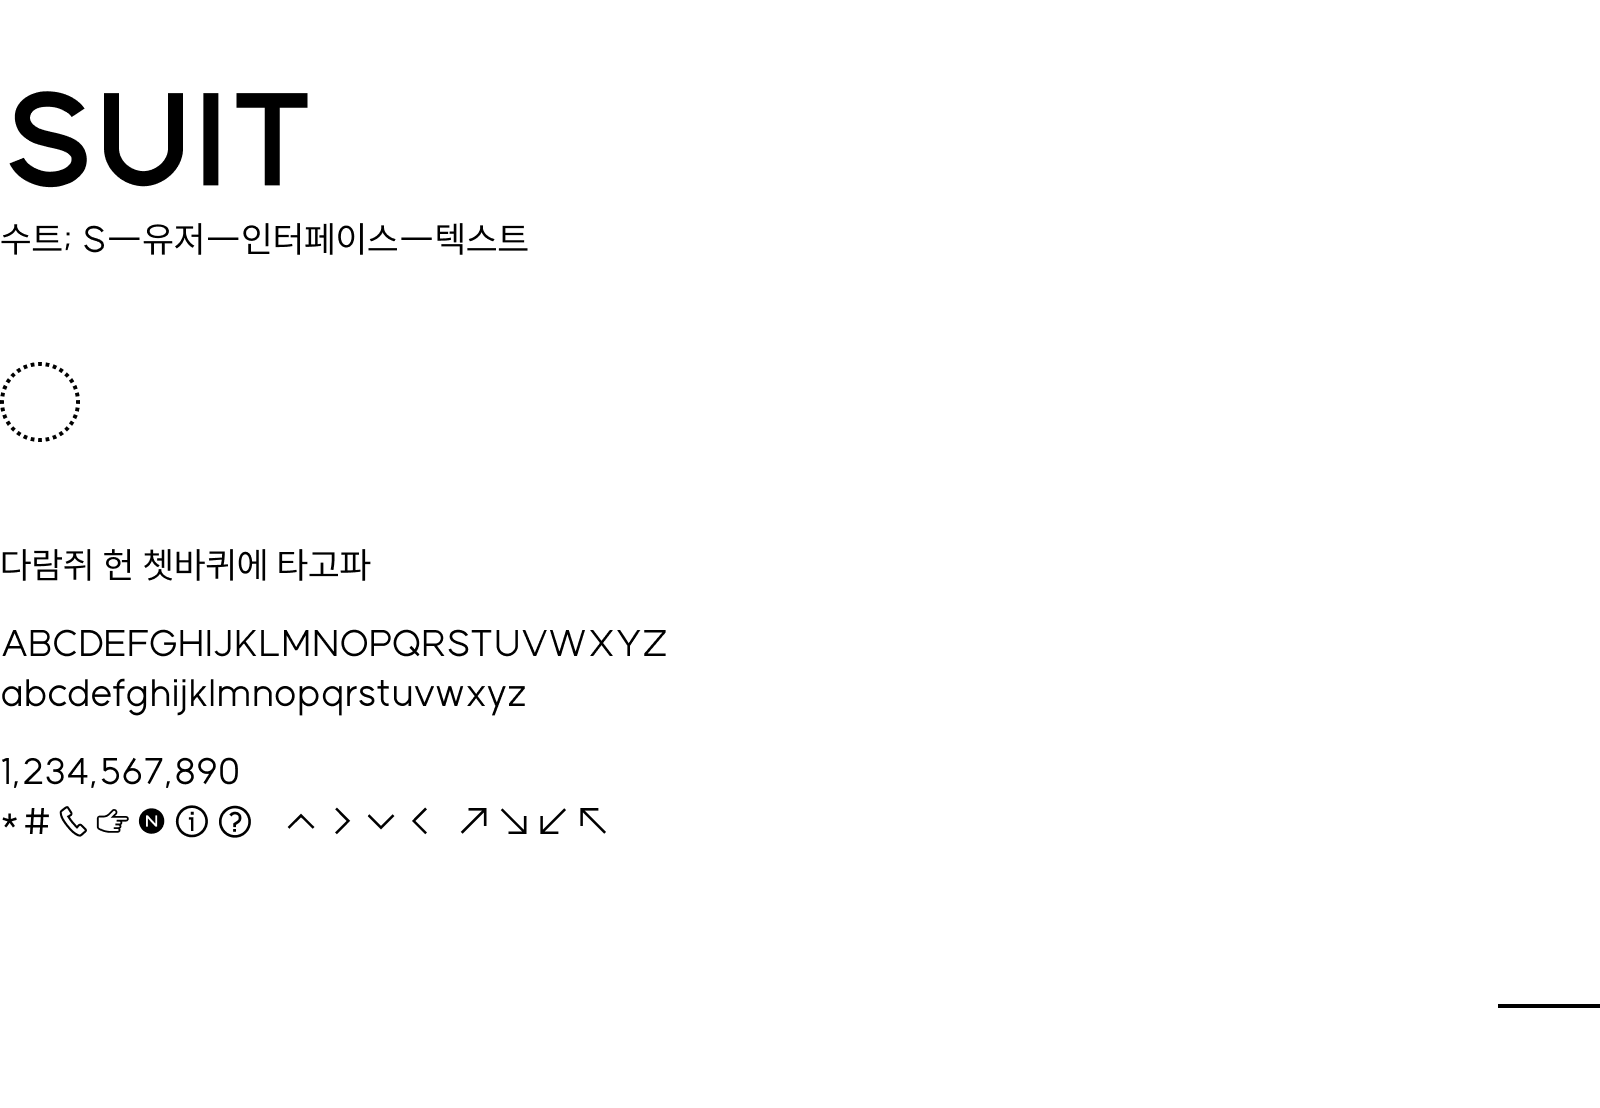 SUIT
수트; S—유저—인터페이스—텍스트
다람쥐 헌 쳇바퀴에 타고파
ABCDEFGHIJKLMNOPQRSTUVWXYZ
abcdefghijklmnopqrstuvwxyz
1,234,567,890
*# 📞 ☞ 🅝 ⓘ ? ^ > ∨ < ↗ ↘ ↙ ↖